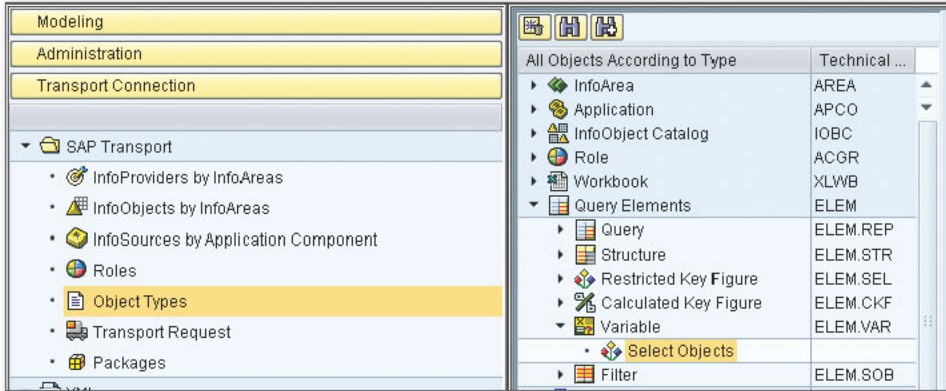 Modeling
Administration
Transport Connection
SAP Transport
InfoProviders by InfoAreas
InfoObjects by InfoAreas
InfoSources by Application Component
Roles
Object Types
Transport Request
Packages
All Objects According to Type Technical ...
InfoArea AREA
Application APCO
InfoObject Catalog IOBC
Role ACGR
Workbook XLWB
Query Elements ELEM
Query ELEM.REP
Structure ELEM.STR
Restricted Key Figure ELEM.SEL
Calculated Key Figure ELEM.CKF
Variable ELEM.VAR
Select Objects
Filter ELEM.SOB